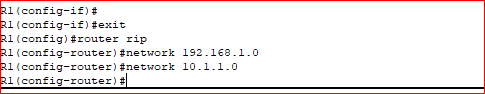 R1(config-if)#
R1(config-if)#exit
R1(config)#router rip
R1(config-router)#network 192.168.1.0
R1(config-router)#network 10.1.1.0
R1(config-router)#